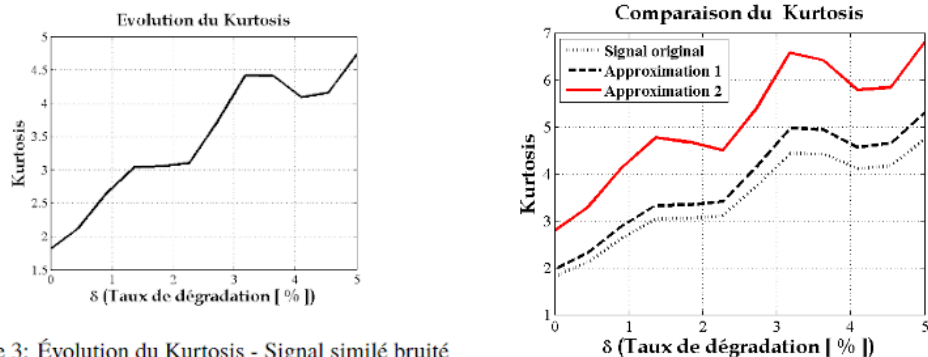 Evolution du Kurtosis
5
4.5
4
3.5
3
2.5
2
1.5
Kurtosis
0 1 2 3 4 5
δ (Taux de dégradation [ % ])
e 3: Évolution du Kurtosis - Signal similé bruité
Comparaison du Kurtosis
Signal original
Approximation 1
Approximation 2
7
6
5
4
3
2
1
Kurtosis
0 1 2 3 4 5
δ (Taux de dégradation [ % ])